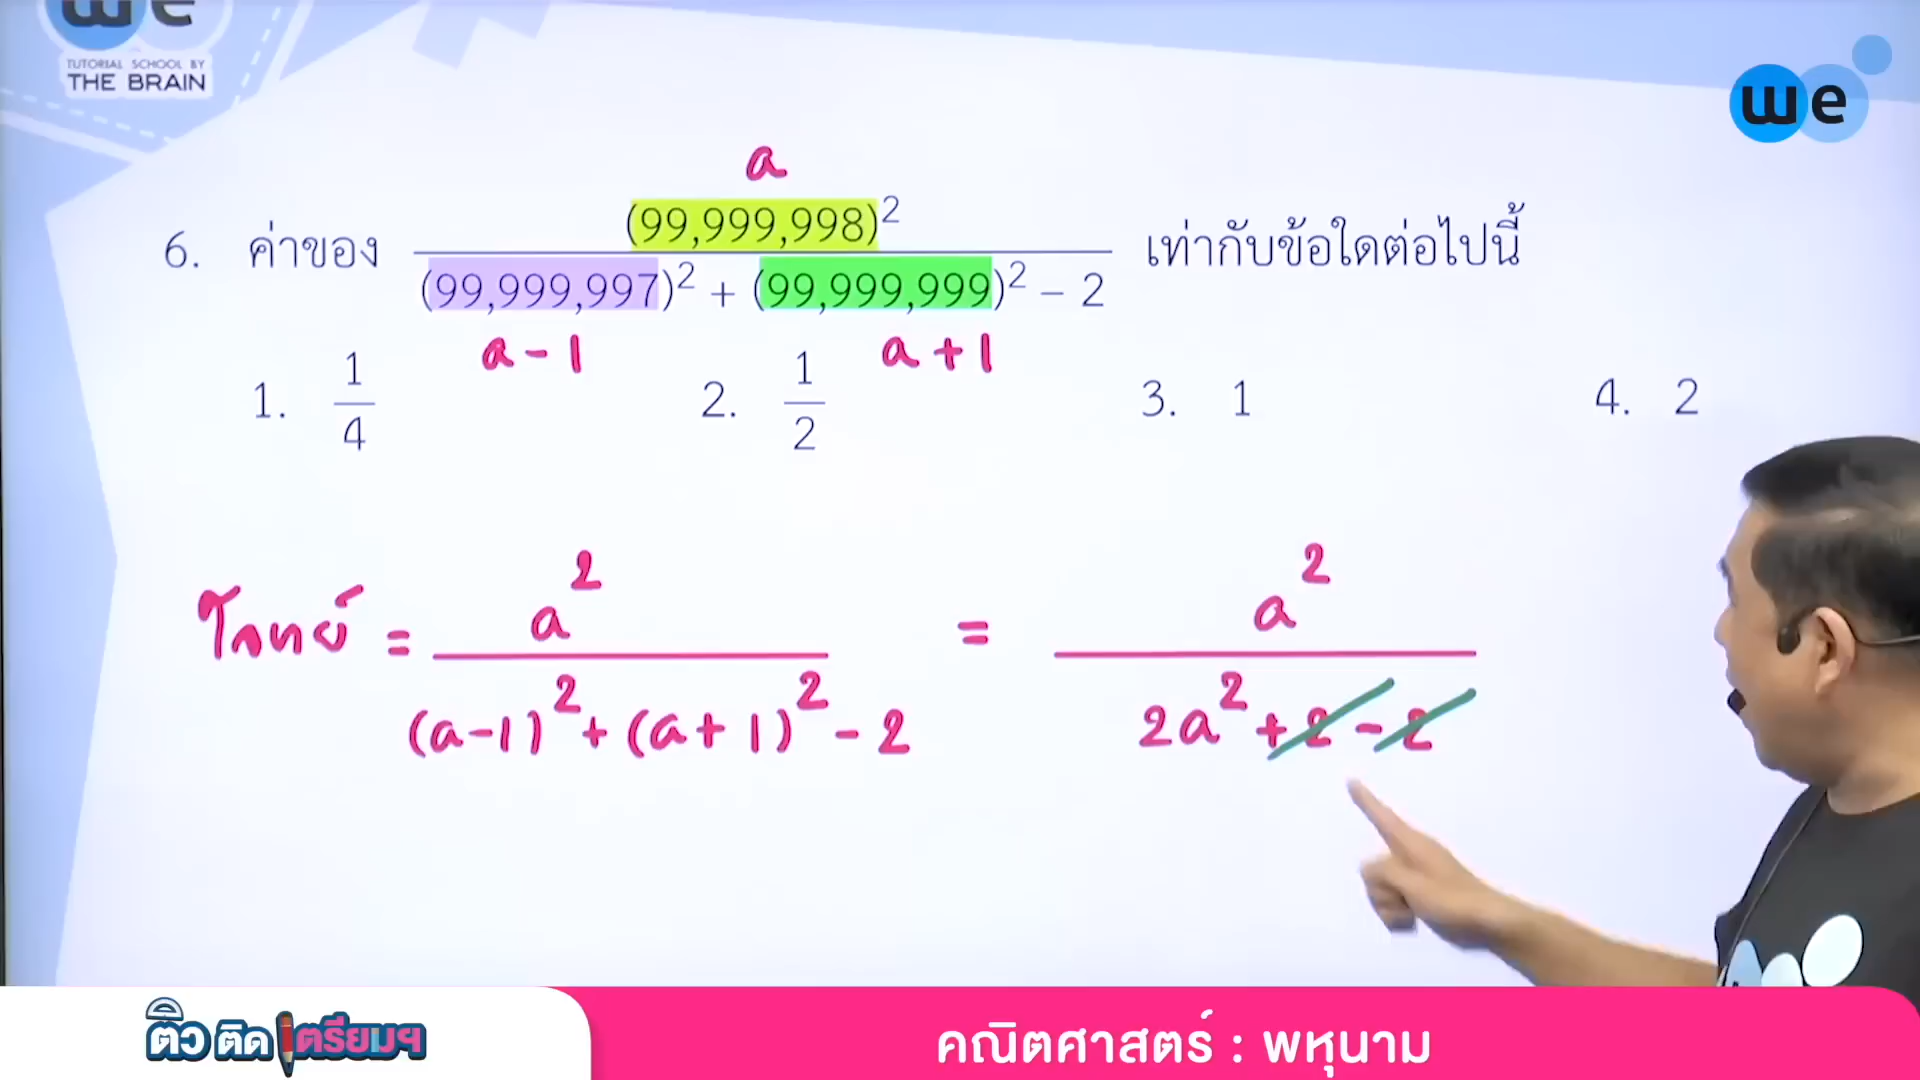 we
TUTORIAL SCHOOL BY
THE BRAIN
we
a
6. ค่าของ (99,999,998)² / (99,999,997)² + (99,999,999)² – 2 เท่ากับข้อใดต่อไปนี้
a - 1 a + 1
1. 1/4 2. 1/2 3. 1 4. 2
โจทย์ = a² / (a-1)² + (a+1)² - 2 = a² / 2a² + 2 - 2
ติว ติด เตรียมฯ
คณิตศาสตร์ : พหุนาม